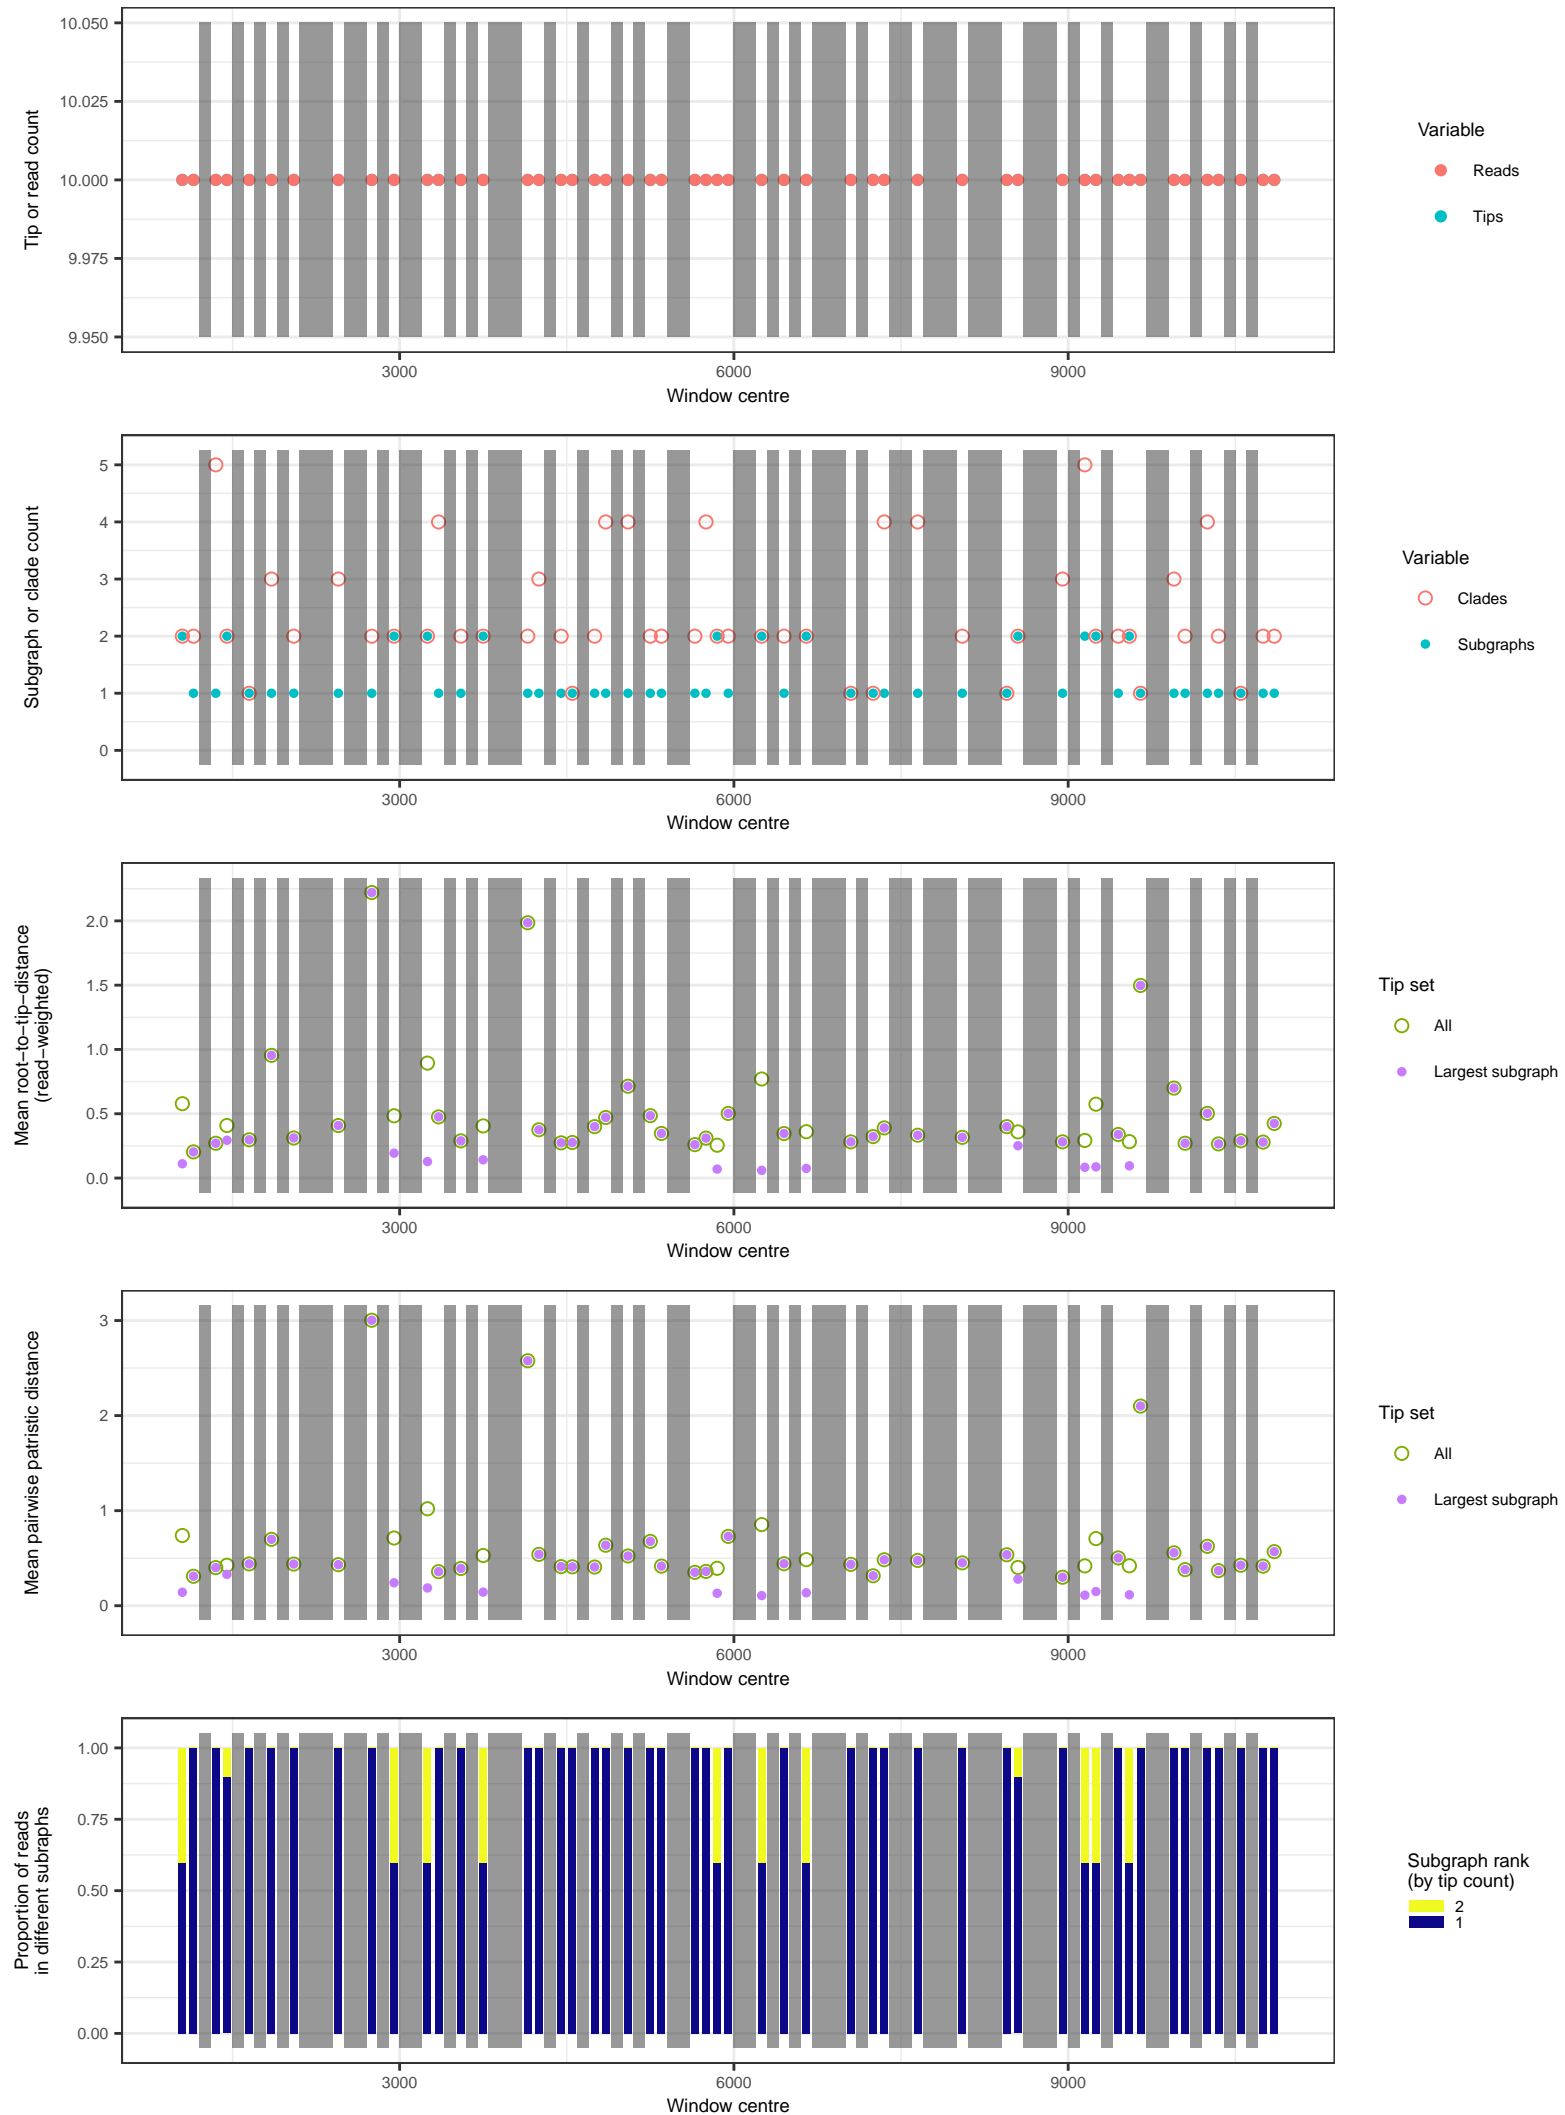 10.050
10.025
10.000
9.975
9.950
Tip or read count
3000
6000
9000
Window centre
Variable
Reads
Tips
5
4
3
2
1
0
Subgraph or clade count
3000
6000
9000
Window centre
Variable
Clades
Subgraphs
2.0
1.5
1.0
0.5
0.0
Mean root−to−tip−distance
(read−weighted)
3000
6000
9000
Window centre
Tip set
All
Largest subgraph
3
2
1
0
Mean pairwise patristic distance
3000
6000
9000
Window centre
Tip set
All
Largest subgraph
1.00
0.75
0.50
0.25
0.00
Proportion of reads
in different subraphs
3000
6000
9000
Window centre
Subgraph rank
(by tip count)
2
1